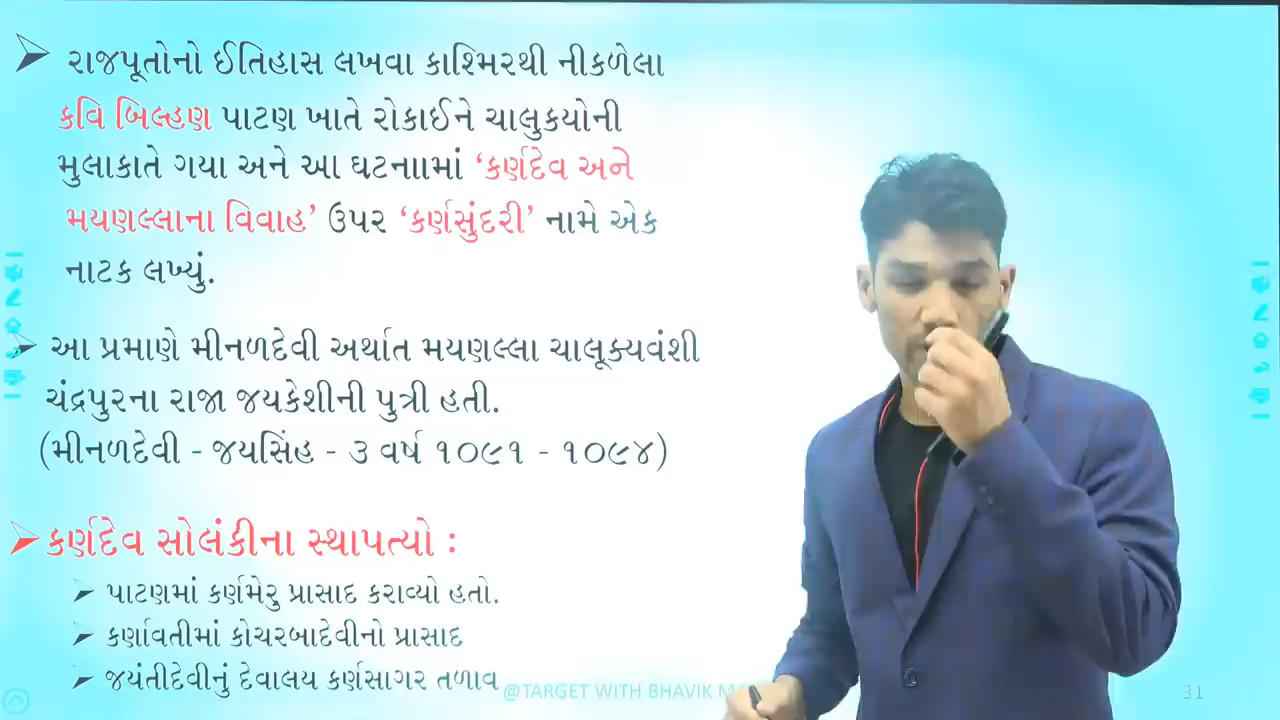 રાજપૂતોનો ઈતિહાસ લખવા કાશ્મિરથી નીકળેલા
કવિ બિલ્હણ પાટણ ખાતે રોકાઈને ચાલુકયોની
મુલાકાતે ગયા અને આ ઘટનાામાં ‘કર્ણદેવ અને
મયણલ્લાના વિવાહ’ ઉપર ‘કર્ણસુંદરી’ નામે એક
નાટક લખ્યું.
આ પ્રમાણે મીનળદેવી અર્થાત મયણલ્લા ચાલૂક્યવંશી
ચંદ્રપુરના રાજા જયકેશીની પુત્રી હતી.
(મીનળદેવી - જયસિંહ - ૩ વર્ષ ૧૦૯૧ - ૧૦૯૪)
કર્ણદેવ સોલંકીના સ્થાપત્યો :
પાટણમાં કર્ણમેરુ પ્રાસાદ કરાવ્યો હતો.
કર્ણાવતીમાં કોચરબાદેવીનો પ્રાસાદ
જયંતીદેવીનું દેવાલય કર્ણસાગર તળાવ
@TARGET WITH BHAVIK
31